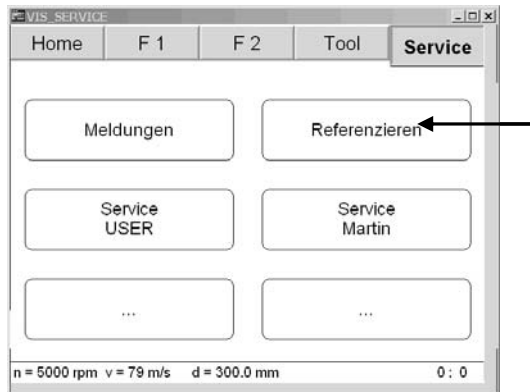 VIS_SERVICE
Home F 1 F 2 Tool Service
Meldungen Referenzieren
Service Service
USER Martin
... ...
n = 5000 rpm v = 79 m/s d = 300.0 mm 0 : 0